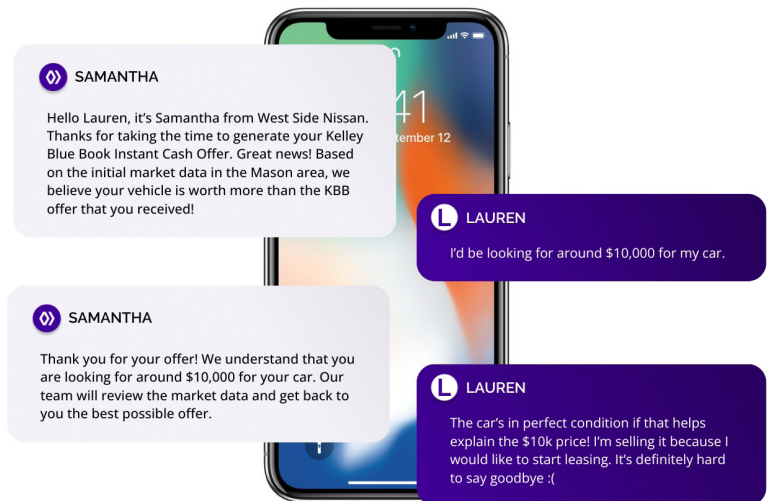 SAMANTHA
Hello Lauren, it's Samantha from West Side Nissan.
Thanks for taking the time to generate your Kelley
Blue Book Instant Cash Offer. Great news! Based
on the initial market data in the Mason area, we
believe your vehicle is worth more than the KBB
offer that you received!
41
tember 12
L LAUREN
I'd be looking for around $10,000 for my car.
SAMANTHA
Thank you for your offer! We understand that you
are looking for around $10,000 for your car. Our
team will review the market data and get back to
you the best possible offer.
L LAUREN
The car's in perfect condition if that helps
explain the $10k price! I'm selling it because I
would like to start leasing. It's definitely hard
to say goodbye :(